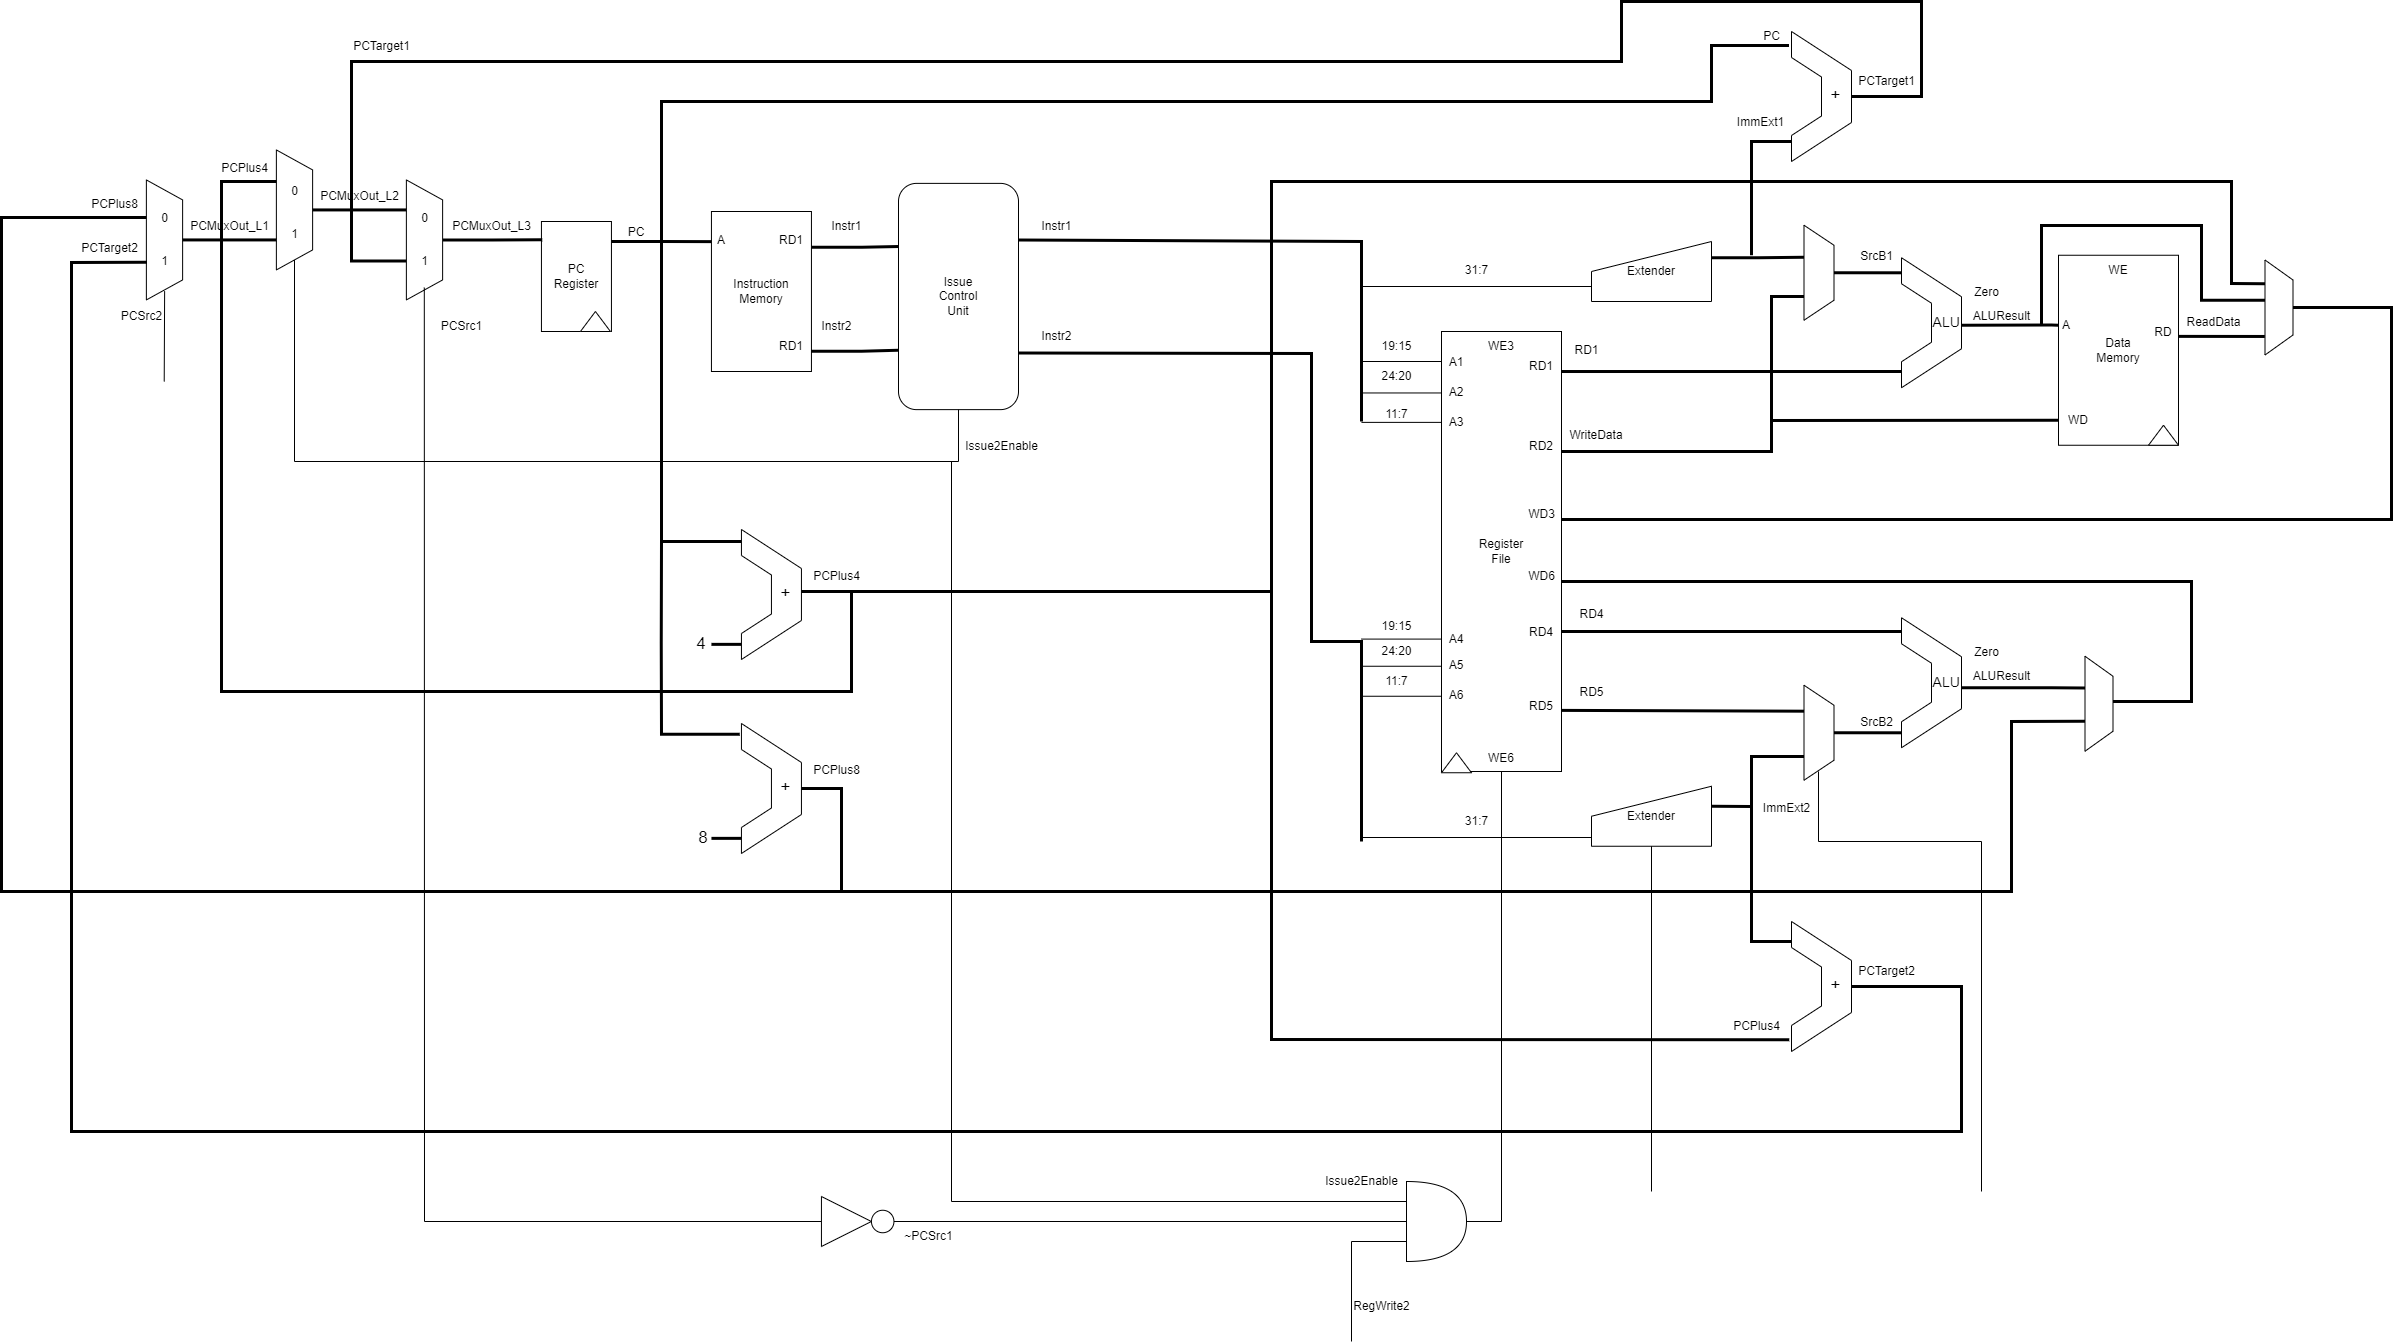 PCTarget1
PC
PCTarget1
+
ImmExt1
PCPlus4
0
1
PCPlus8
0
PCTarget2
1
PCSrc2
PCMuxOut_L1
PCMuxOut_L2
0
1
PCSrc1
PCMuxOut_L3
PC
Register
PC
A
RD1
Instruction
Memory
RD1
Instr1
Instr2
Issue
Control
Unit
Instr1
Instr2
Issue2Enable
31:7
Extender
SrcB1
Zero
ALUResult
ALU
WE
A
RD
Data
Memory
WD
ReadData
19:15
24:20
11:7
A1
A2
A3
WE3
RD1
RD1
RD2
WriteData
WD3
Register
File
WD6
RD4
RD4
19:15
24:20
11:7
A4
A5
A6
RD5
RD5
WE6
Zero
ALUResult
ALU
SrcB2
31:7
Extender
ImmExt2
PCPlus4
+
4
PCPlus8
+
8
PCTarget2
+
PCPlus4
Issue2Enable
~PCSrc1
RegWrite2